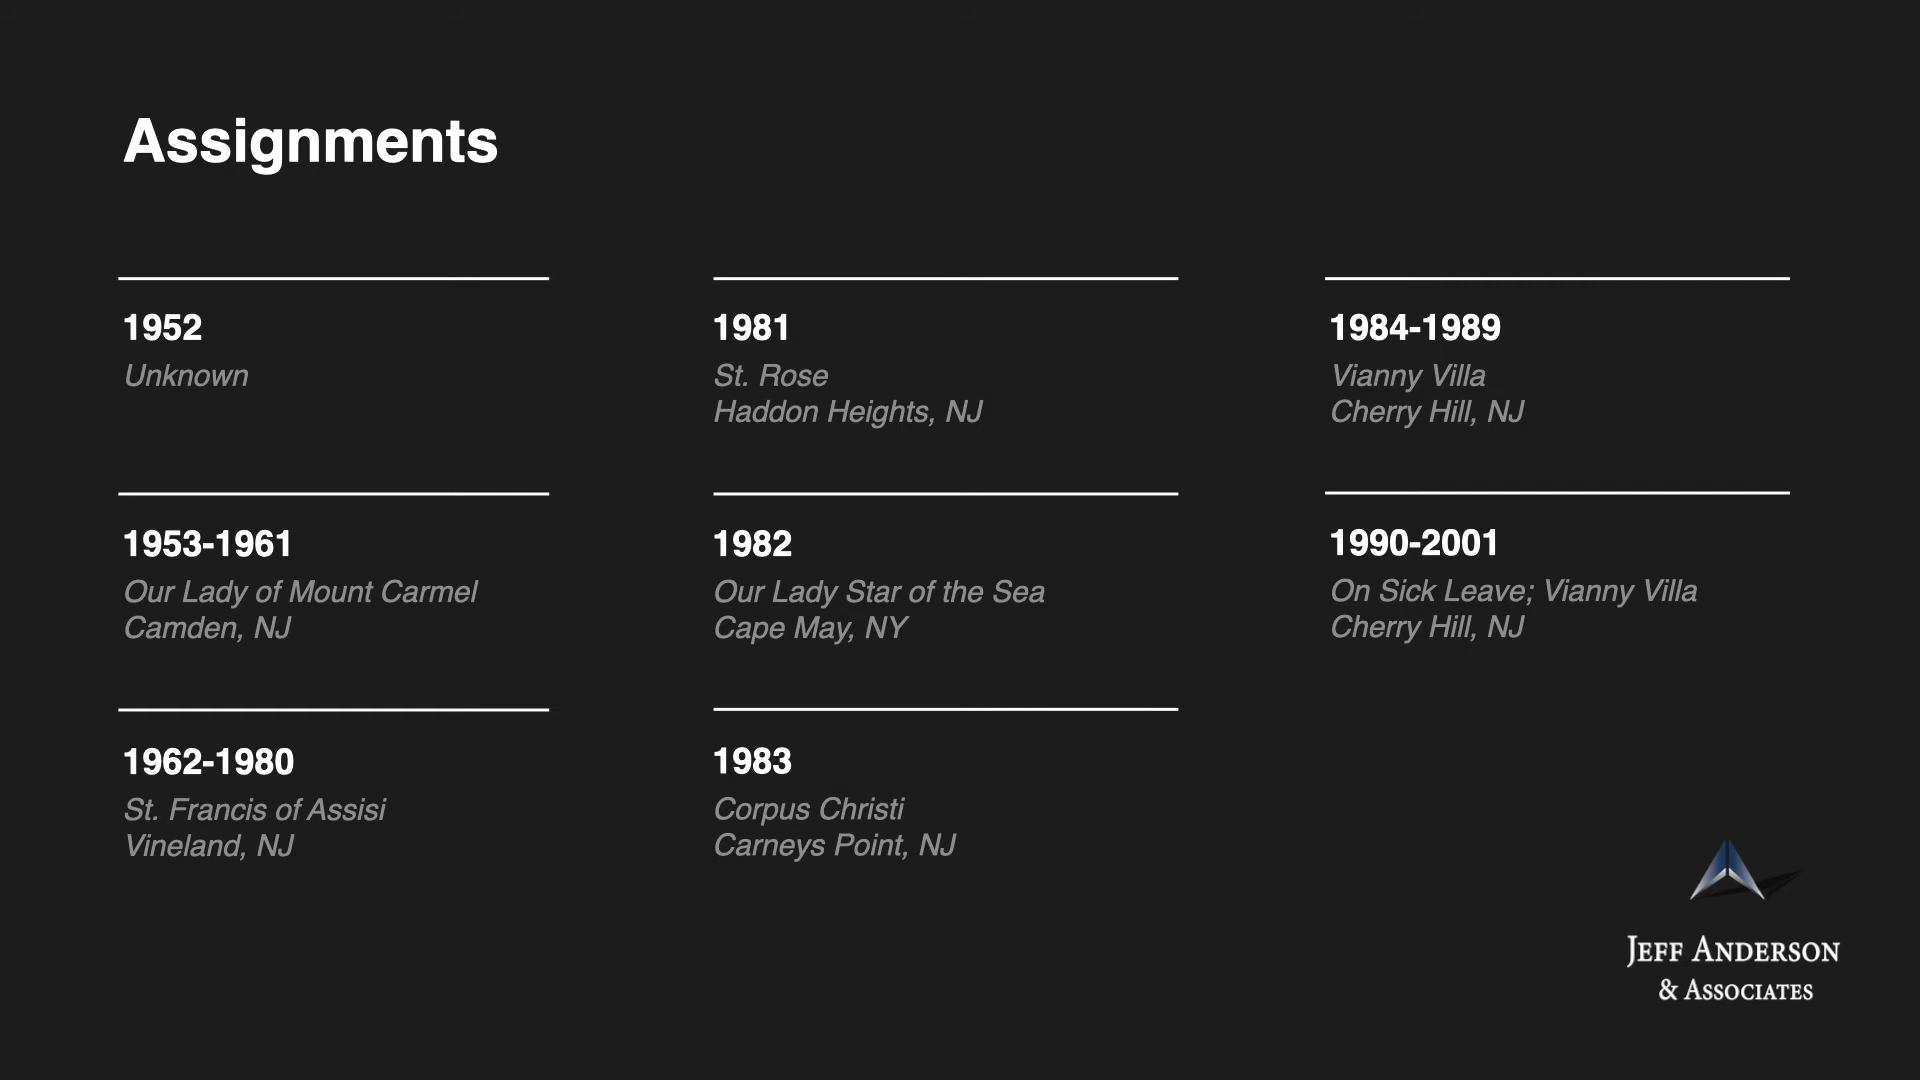 Assignments
1952
Unknown
1953-1961
Our Lady of Mount Carmel
Camden, NJ
1962-1980
St. Francis of Assisi
Vineland, NJ
1981
St. Rose
Haddon Heights, NJ
1982
Our Lady Star of the Sea
Cape May, NY
1983
Corpus Christi
Carneys Point, NJ
1984-1989
Vianny Villa
Cherry Hill, NJ
1990-2001
On Sick Leave; Vianny Villa
Cherry Hill, NJ
JEFF ANDERSON
& ASSOCIATES